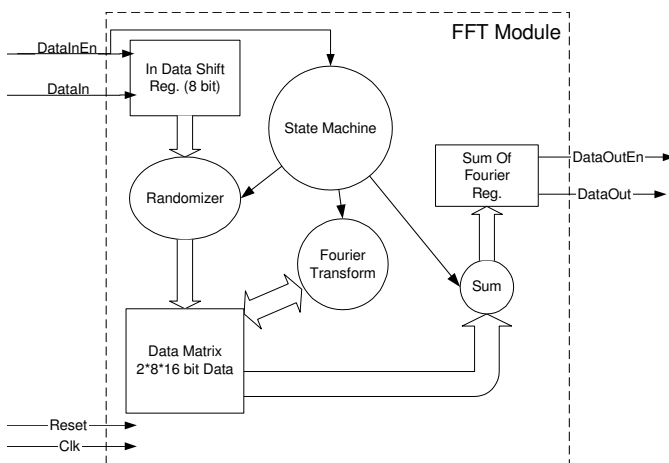 FFT Module
DataInEn
DataIn
In Data Shift
Reg. (8 bit)
State Machine
Randomizer
Sum Of
Fourier
Reg.
DataOutEn
DataOut
Fourier
Transform
Sum
Data Matrix
2*8*16 bit Data
Reset
Clk